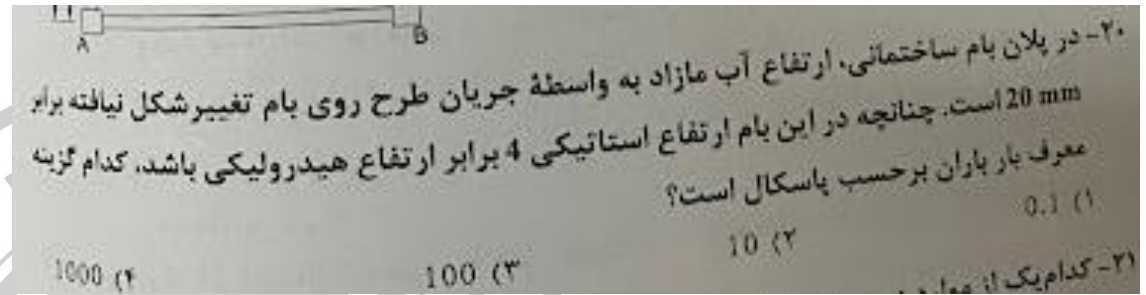 A
B
۲۰- در پلان بام ساختمانی، ارتفاع آب مازاد به واسطهٔ جریان طرح روی بام تغییرشکل نیافته برابر
20 mm است. چنانچه در این بام ارتفاع استاتیکی 4 برابر ارتفاع هیدرولیکی باشد، کدام گزینه
معرف بار باران برحسب پاسکال است؟
۱) 0.1
۲) 10
۳) 100
۴) 1000
۲۱- کدام‌یک از موارد